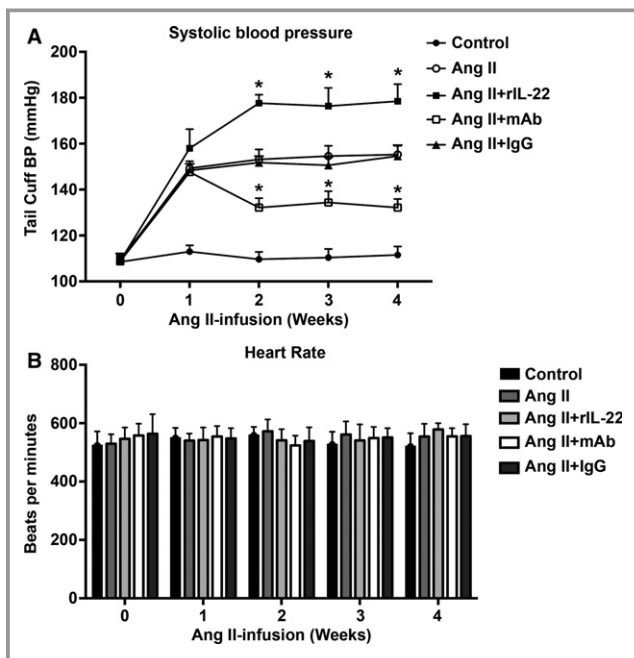 A
Systolic blood pressure
Tail Cuff BP (mmHg)
200
180
160
140
120
100
* * *
* * *
0 1 2 3 4
Ang II-infusion (Weeks)
Control
Ang II
Ang II+rIL-22
Ang II+mAb
Ang II+IgG
B
Heart Rate
Beats per minutes
800
600
400
200
0
0 1 2 3 4
Ang II-infusion (Weeks)
Control
Ang II
Ang II+rIL-22
Ang II+mAb
Ang II+IgG